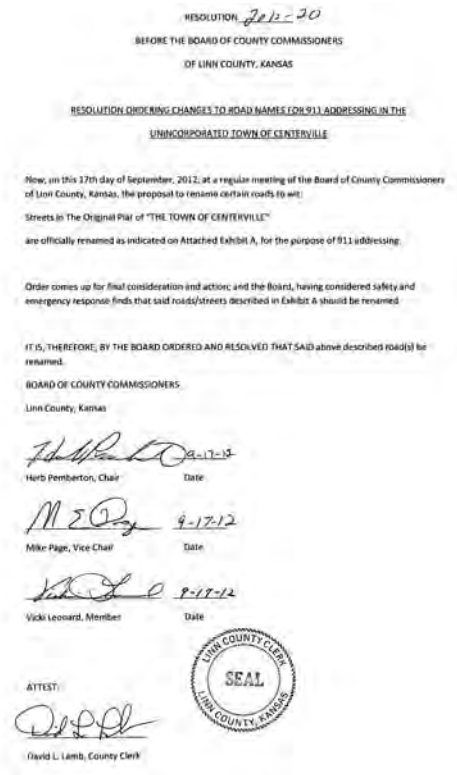 RESOLUTION 2012-20
BEFORE THE BOARD OF COUNTY COMMISSIONERS
OF LINN COUNTY, KANSAS
RESOLUTION ORDERING CHANGES TO ROAD NAMES FOR 911 ADDRESSING IN THE
UNINCORPORATED TOWN OF CENTERVILLE
Now, on this 17th day of September, 2012, at a regular meeting of the Board of County Commissioners
of Linn County, Kansas, the proposal to rename certain roads to wit:
Streets in The Original Plat of "THE TOWN OF CENTERVILLE"
are officially renamed as indicated on Attached Exhibit A, for the purpose of 911 addressing.
Order comes up for final consideration and action; and the Board, having considered safety and
emergency response finds that said roads/streets described in Exhibit A should be renamed
IT IS, THEREFORE, BY THE BOARD ORDERED AND RESOLVED THAT SAID above described road(s) be
renamed.
BOARD OF COUNTY COMMISSIONERS
Linn County, Kansas
9-17-12
Herb Pemberton, Chair Date
9-17-12
Mike Page, Vice Chair Date
9-17-12
Vicki Leonard, Member Date
LINN COUNTY CLERK
SEAL
LINN COUNTY, KANSAS
ATTEST:
David L. Lamb, County Clerk